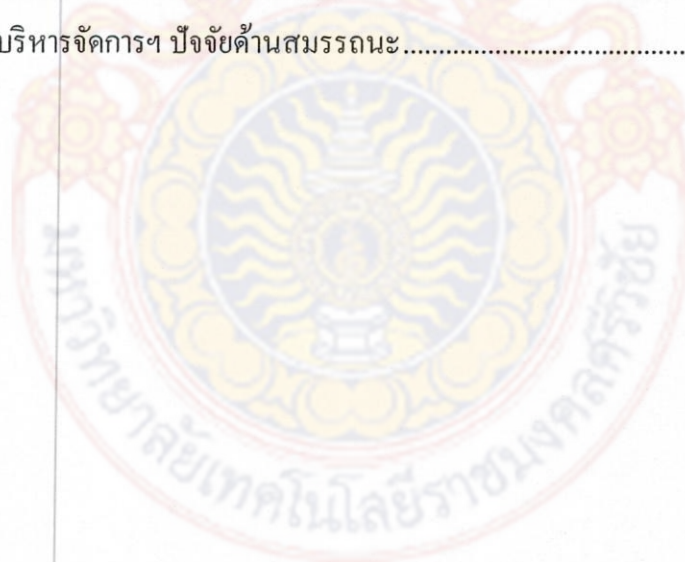 บริหารจัดการฯ ปัจจัยด้านสมรรถนะ....................................
มหาวิทยาลัยเทคโนโลยีราชมงคลศรีวิชัย